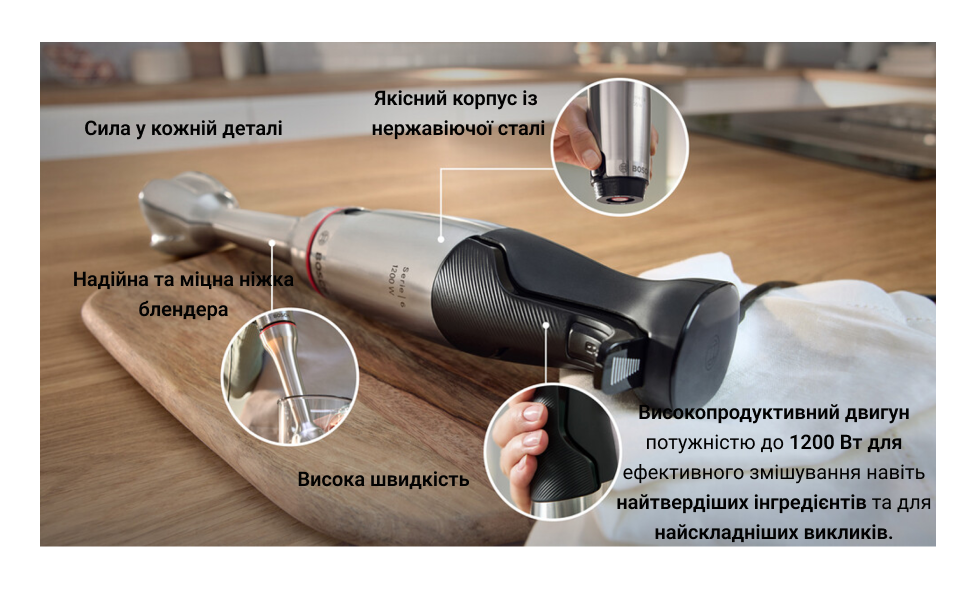 Якісний корпус із
нержавіючої сталі
Сила у кожній деталі
BOSCH
Serie | 6
1200 W
Надійна та міцна ніжка
блендера
Висока швидкість
Високопродуктивний двигун
потужністю до 1200 Вт для
ефективного змішування навіть
найтвердіших інгредієнтів та для
найскладніших викликів.